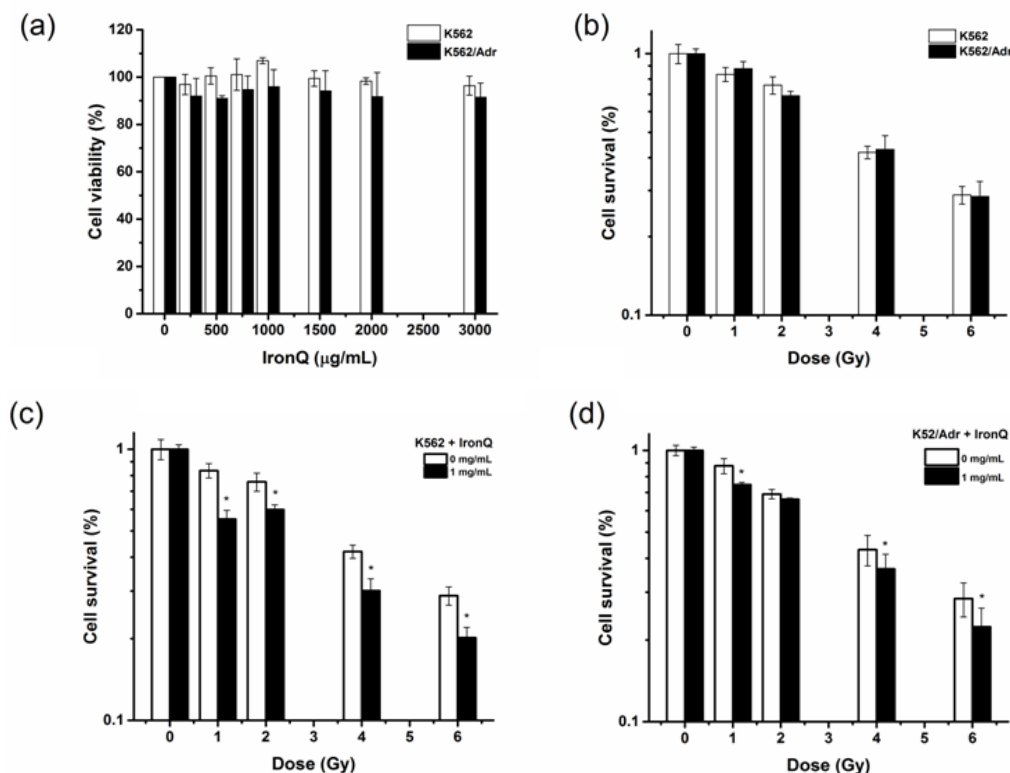 (a)
120
100
80
60
40
20
0
Cell viability (%)
K562
K562/Adr
0 500 1000 1500 2000 2500 3000
IronQ (µg/mL)
(b)
1
0.1
Cell survival (%)
K562
K562/Adr
0 1 2 3 4 5 6
Dose (Gy)
(c)
1
0.1
Cell survival (%)
K562 + IronQ
0 mg/mL
1 mg/mL
* * * *
0 1 2 3 4 5 6
Dose (Gy)
(d)
1
0.1
Cell survival (%)
K52/Adr + IronQ
0 mg/mL
1 mg/mL
* * *
0 1 2 3 4 5 6
Dose (Gy)